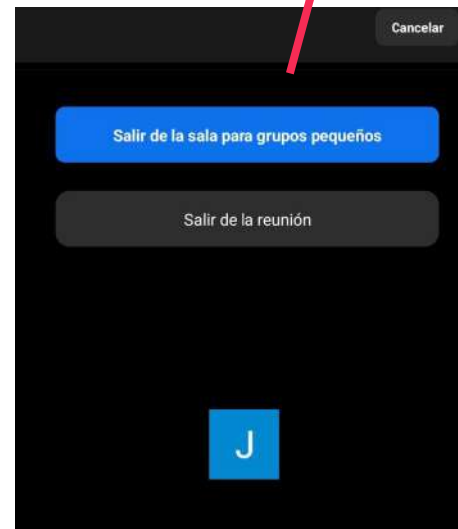 Cancelar
Salir de la sala para grupos pequeños
Salir de la reunión
J